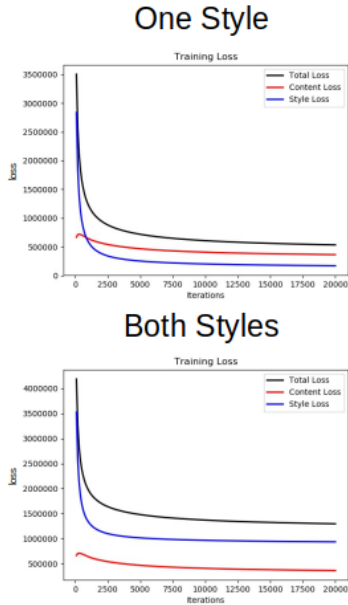 One Style
Training Loss
Total Loss
Content Loss
Style Loss
3500000
3000000
2500000
2000000
1500000
1000000
500000
0
loss
0 2500 5000 7500 10000 12500 15000 17500 20000
Iterations
Both Styles
Training Loss
Total Loss
Content Loss
Style Loss
4000000
3500000
3000000
2500000
2000000
1500000
1000000
500000
loss
0 2500 5000 7500 10000 12500 15000 17500 20000
Iterations